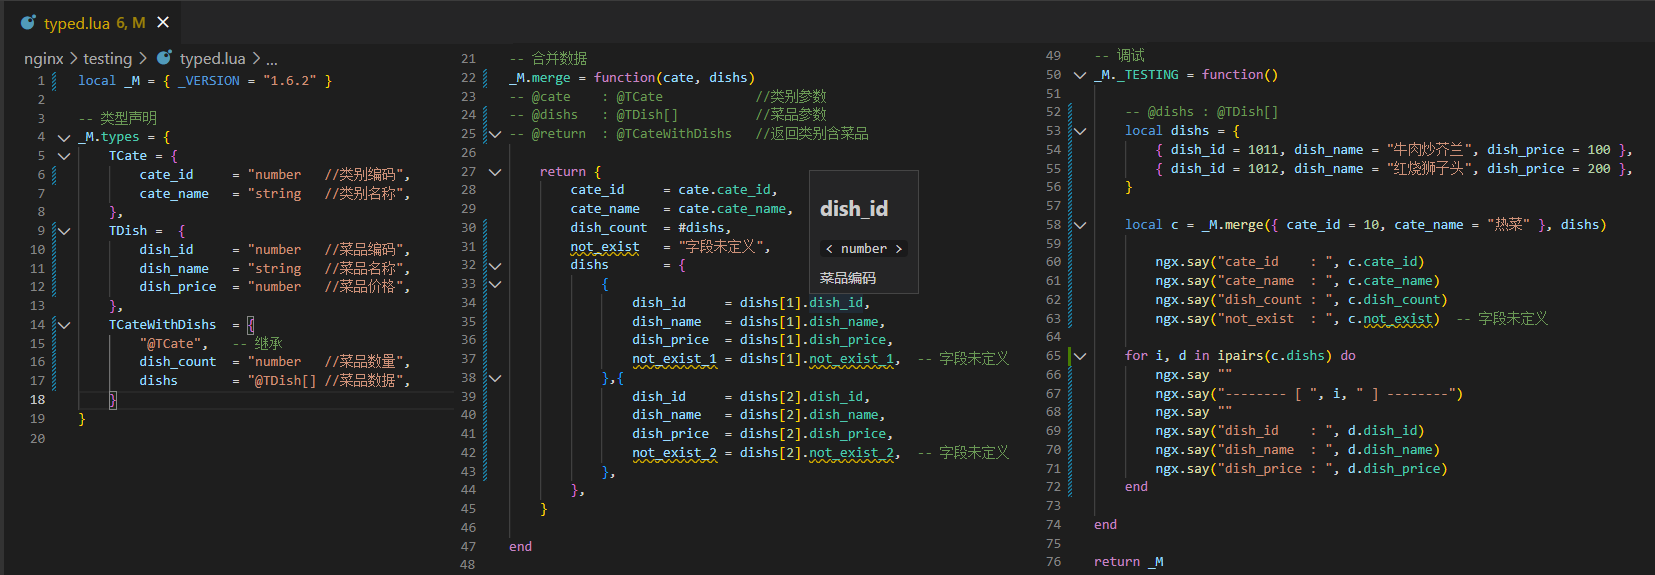 typed.lua 6, M
nginx > testing > typed.lua > ...
1 local _M = { _VERSION = "1.6.2" }
2
3 -- 类型声明
4 _M.types = {
5 TCate = {
6 cate_id = "number //类别编码",
7 cate_name = "string //类别名称",
8 },
9 TDish = {
10 dish_id = "number //菜品编码",
11 dish_name = "string //菜品名称",
12 dish_price = "number //菜品价格",
13 },
14 TCateWithDishs = {
15 "@TCate", -- 继承
16 dish_count = "number //菜品数量",
17 dishs = "@TDish[] //菜品数据",
18 }
19 }
20
21 -- 合并数据
22 _M.merge = function(cate, dishs)
23 -- @cate : @TCate //类别参数
24 -- @dishs : @TDish[] //菜品参数
25 -- @return : @TCateWithDishs //返回类别含菜品
26
27 return {
28 cate_id = cate.cate_id,
29 cate_name = cate.cate_name,
30 dish_count = #dishs,
31 not_exist = "字段未定义",
32 dishs = {
33 {
34 dish_id = dishs[1].dish_id,
35 dish_name = dishs[1].dish_name,
36 dish_price = dishs[1].dish_price,
37 not_exist_1 = dishs[1].not_exist_1, -- 字段未定义
38 },{
39 dish_id = dishs[2].dish_id,
40 dish_name = dishs[2].dish_name,
41 dish_price = dishs[2].dish_price,
42 not_exist_2 = dishs[2].not_exist_2, -- 字段未定义
43 },
44 },
45 }
46
47 end
48
dish_id
< number >
菜品编码
49 -- 调试
50 _M._TESTING = function()
51
52 -- @dishs : @TDish[]
53 local dishs = {
54 { dish_id = 1011, dish_name = "牛肉炒芥兰", dish_price = 100 },
55 { dish_id = 1012, dish_name = "红烧狮子头", dish_price = 200 },
56 }
57
58 local c = _M.merge({ cate_id = 10, cate_name = "热菜" }, dishs)
59
60 ngx.say("cate_id : ", c.cate_id)
61 ngx.say("cate_name : ", c.cate_name)
62 ngx.say("dish_count : ", c.dish_count)
63 ngx.say("not_exist : ", c.not_exist) -- 字段未定义
64
65 for i, d in ipairs(c.dishs) do
66 ngx.say ""
67 ngx.say("-------- [ ", i, " ] --------")
68 ngx.say ""
69 ngx.say("dish_id : ", d.dish_id)
70 ngx.say("dish_name : ", d.dish_name)
71 ngx.say("dish_price : ", d.dish_price)
72 end
73
74 end
75
76 return _M